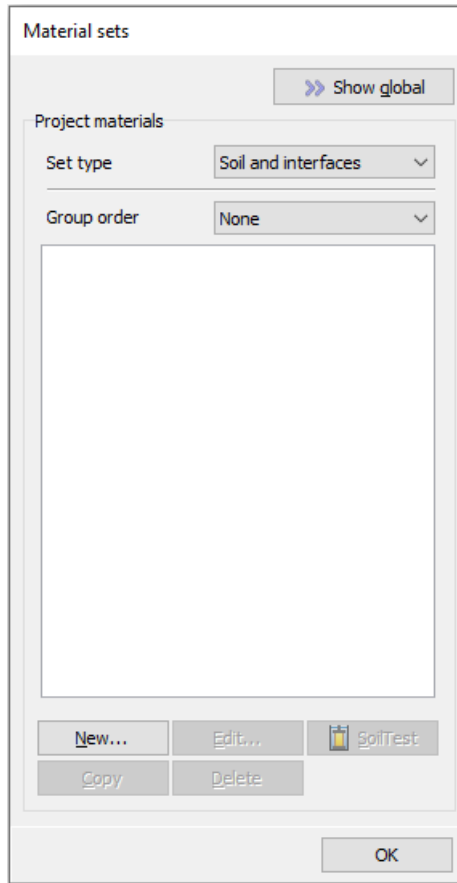 Material sets
Show global
Project materials
Set type Soil and interfaces
Group order None
New... Edit... SoilTest
Copy Delete
OK